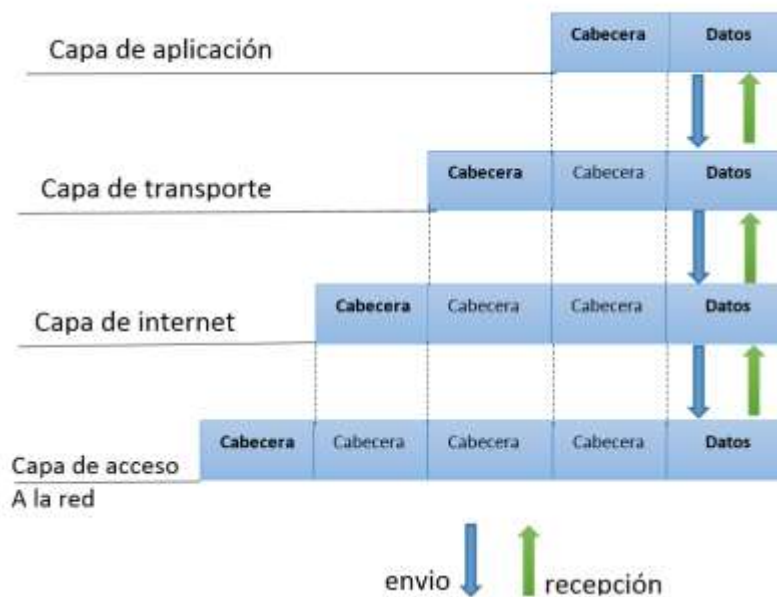 Capa de aplicación
Cabecera Datos
Capa de transporte
Cabecera Cabecera Datos
Capa de internet
Cabecera Cabecera Cabecera Datos
Capa de acceso
A la red
Cabecera Cabecera Cabecera Cabecera Datos
envio recepción